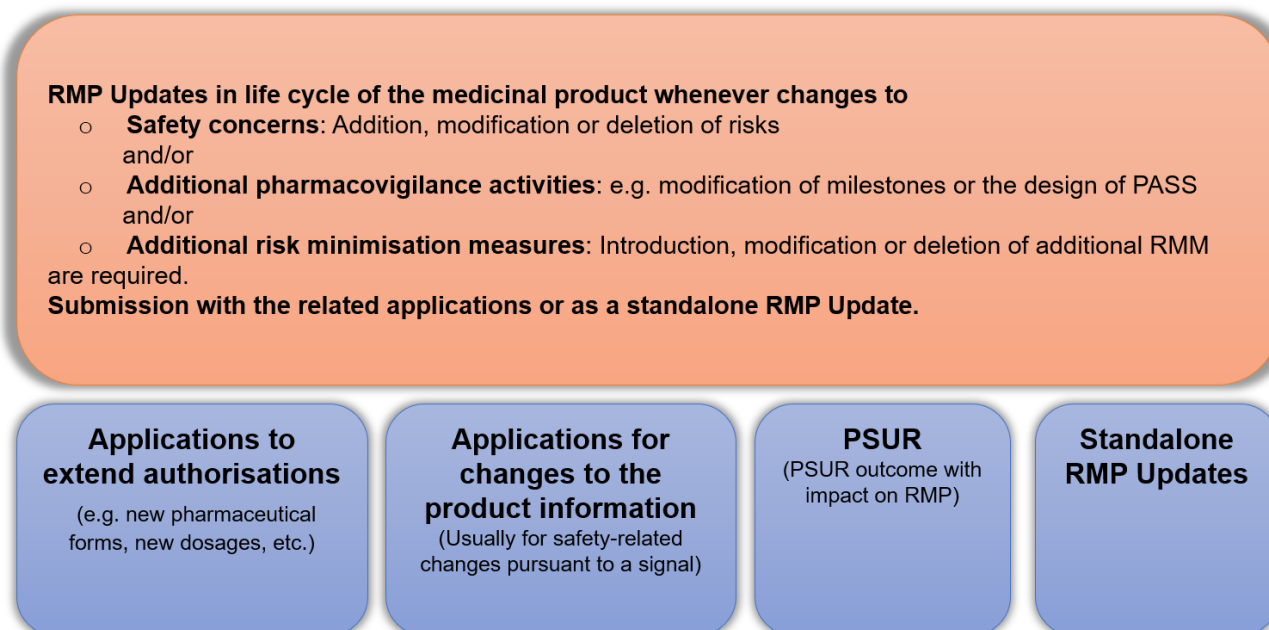 RMP Updates in life cycle of the medicinal product whenever changes to
o Safety concerns: Addition, modification or deletion of risks
and/or
o Additional pharmacovigilance activities: e.g. modification of milestones or the design of PASS
and/or
o Additional risk minimisation measures: Introduction, modification or deletion of additional RMM
are required.
Submission with the related applications or as a standalone RMP Update.
Applications to
extend authorisations
(e.g. new pharmaceutical
forms, new dosages, etc.)
Applications for
changes to the
product information
(Usually for safety-related
changes pursuant to a signal)
PSUR
(PSUR outcome with
impact on RMP)
Standalone
RMP Updates